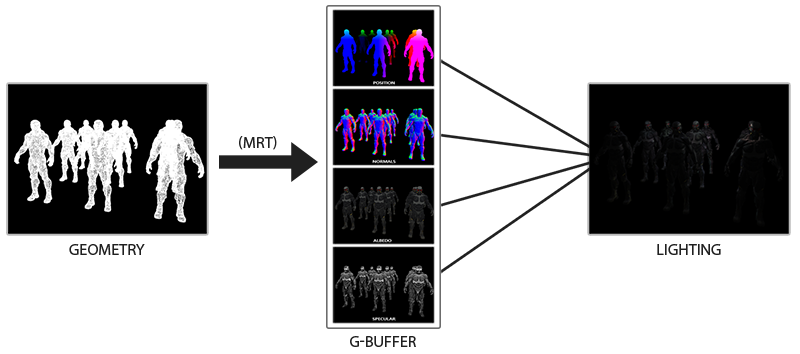 GEOMETRY
(MRT)
POSITION
NORMALS
ALBEDO
SPECULAR
G-BUFFER
LIGHTING